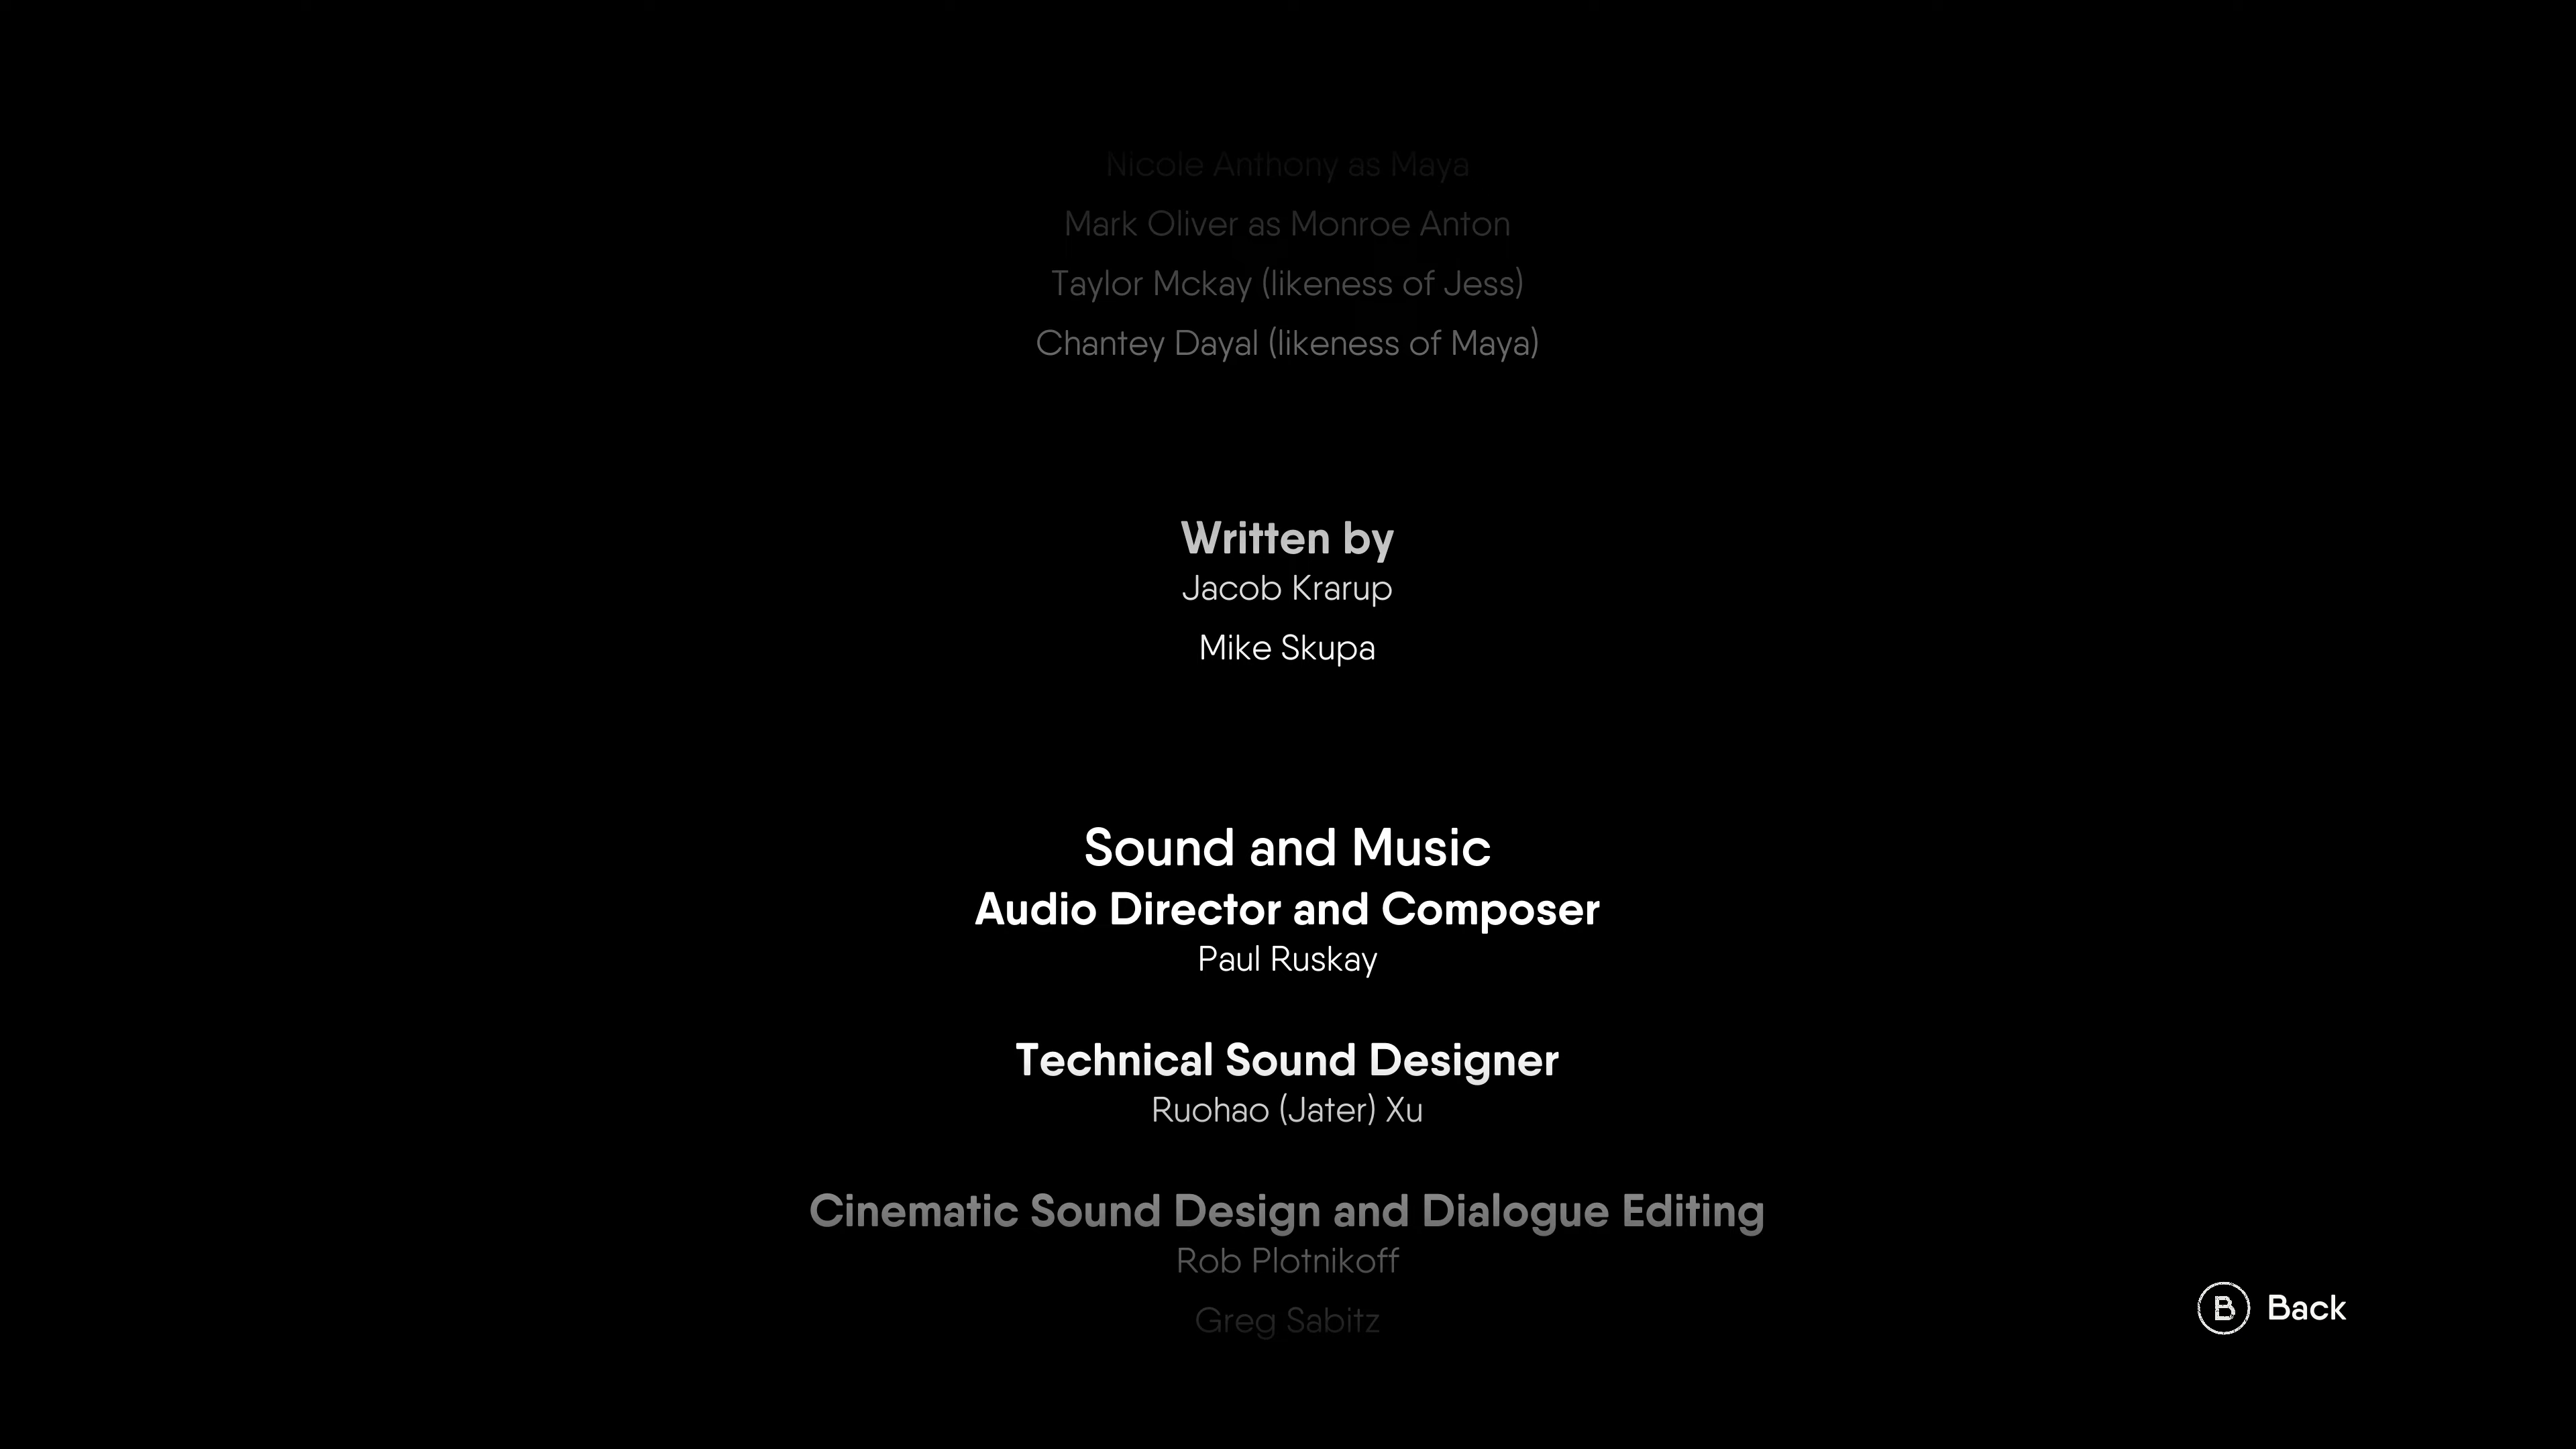 Nicole Anthony as Maya
Mark Oliver as Monroe Anton
Taylor Mckay (likeness of Jess)
Chantey Dayal (likeness of Maya)
Written by
Jacob Krarup
Mike Skupa
Sound and Music
Audio Director and Composer
Paul Ruskay
Technical Sound Designer
Ruohao (Jater) Xu
Cinematic Sound Design and Dialogue Editing
Rob Plotnikoff
Greg Sabitz
B Back